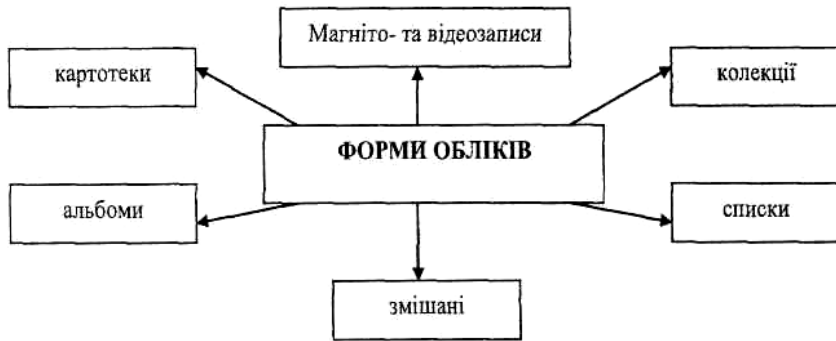 Магніто- та відеозаписи
картотеки
колекції
ФОРМИ ОБЛІКІВ
альбоми
списки
змішані